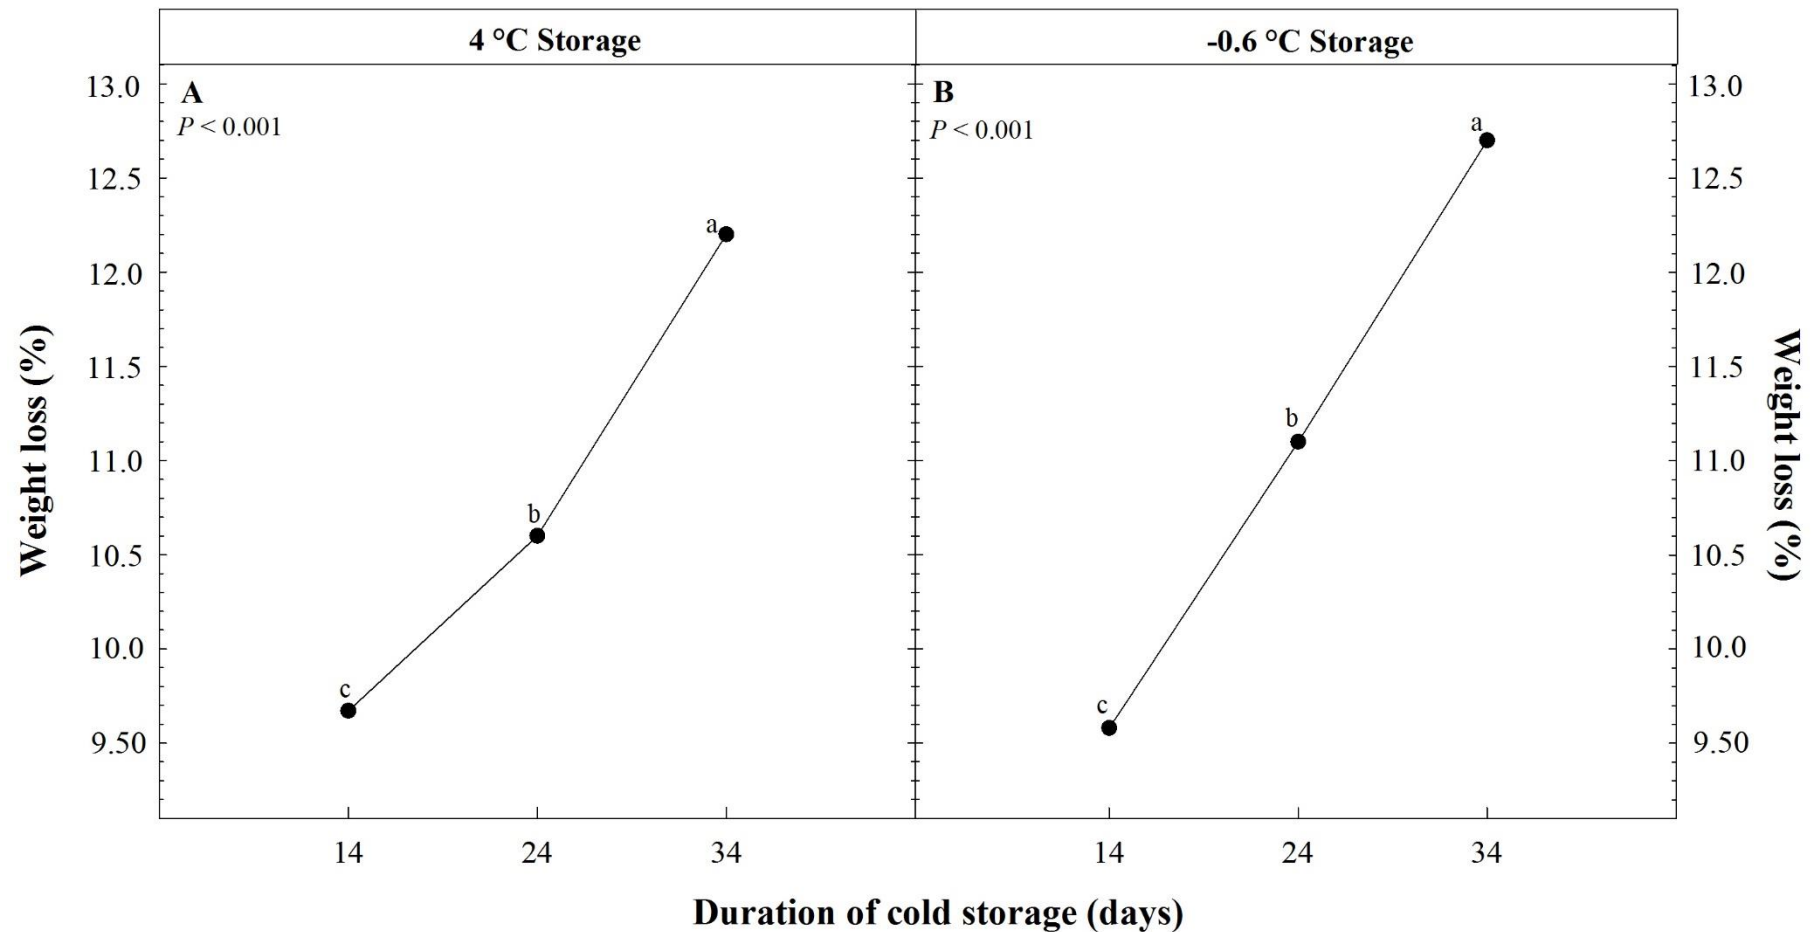 4 °C Storage
-0.6 °C Storage
A
P < 0.001
B
P < 0.001
13.0
12.5
12.0
11.5
11.0
10.5
10.0
9.50
Weight loss (%)
c
b
a
c
b
a
13.0
12.5
12.0
11.5
11.0
10.5
10.0
9.50
Weight loss (%)
14
24
34
14
24
34
Duration of cold storage (days)